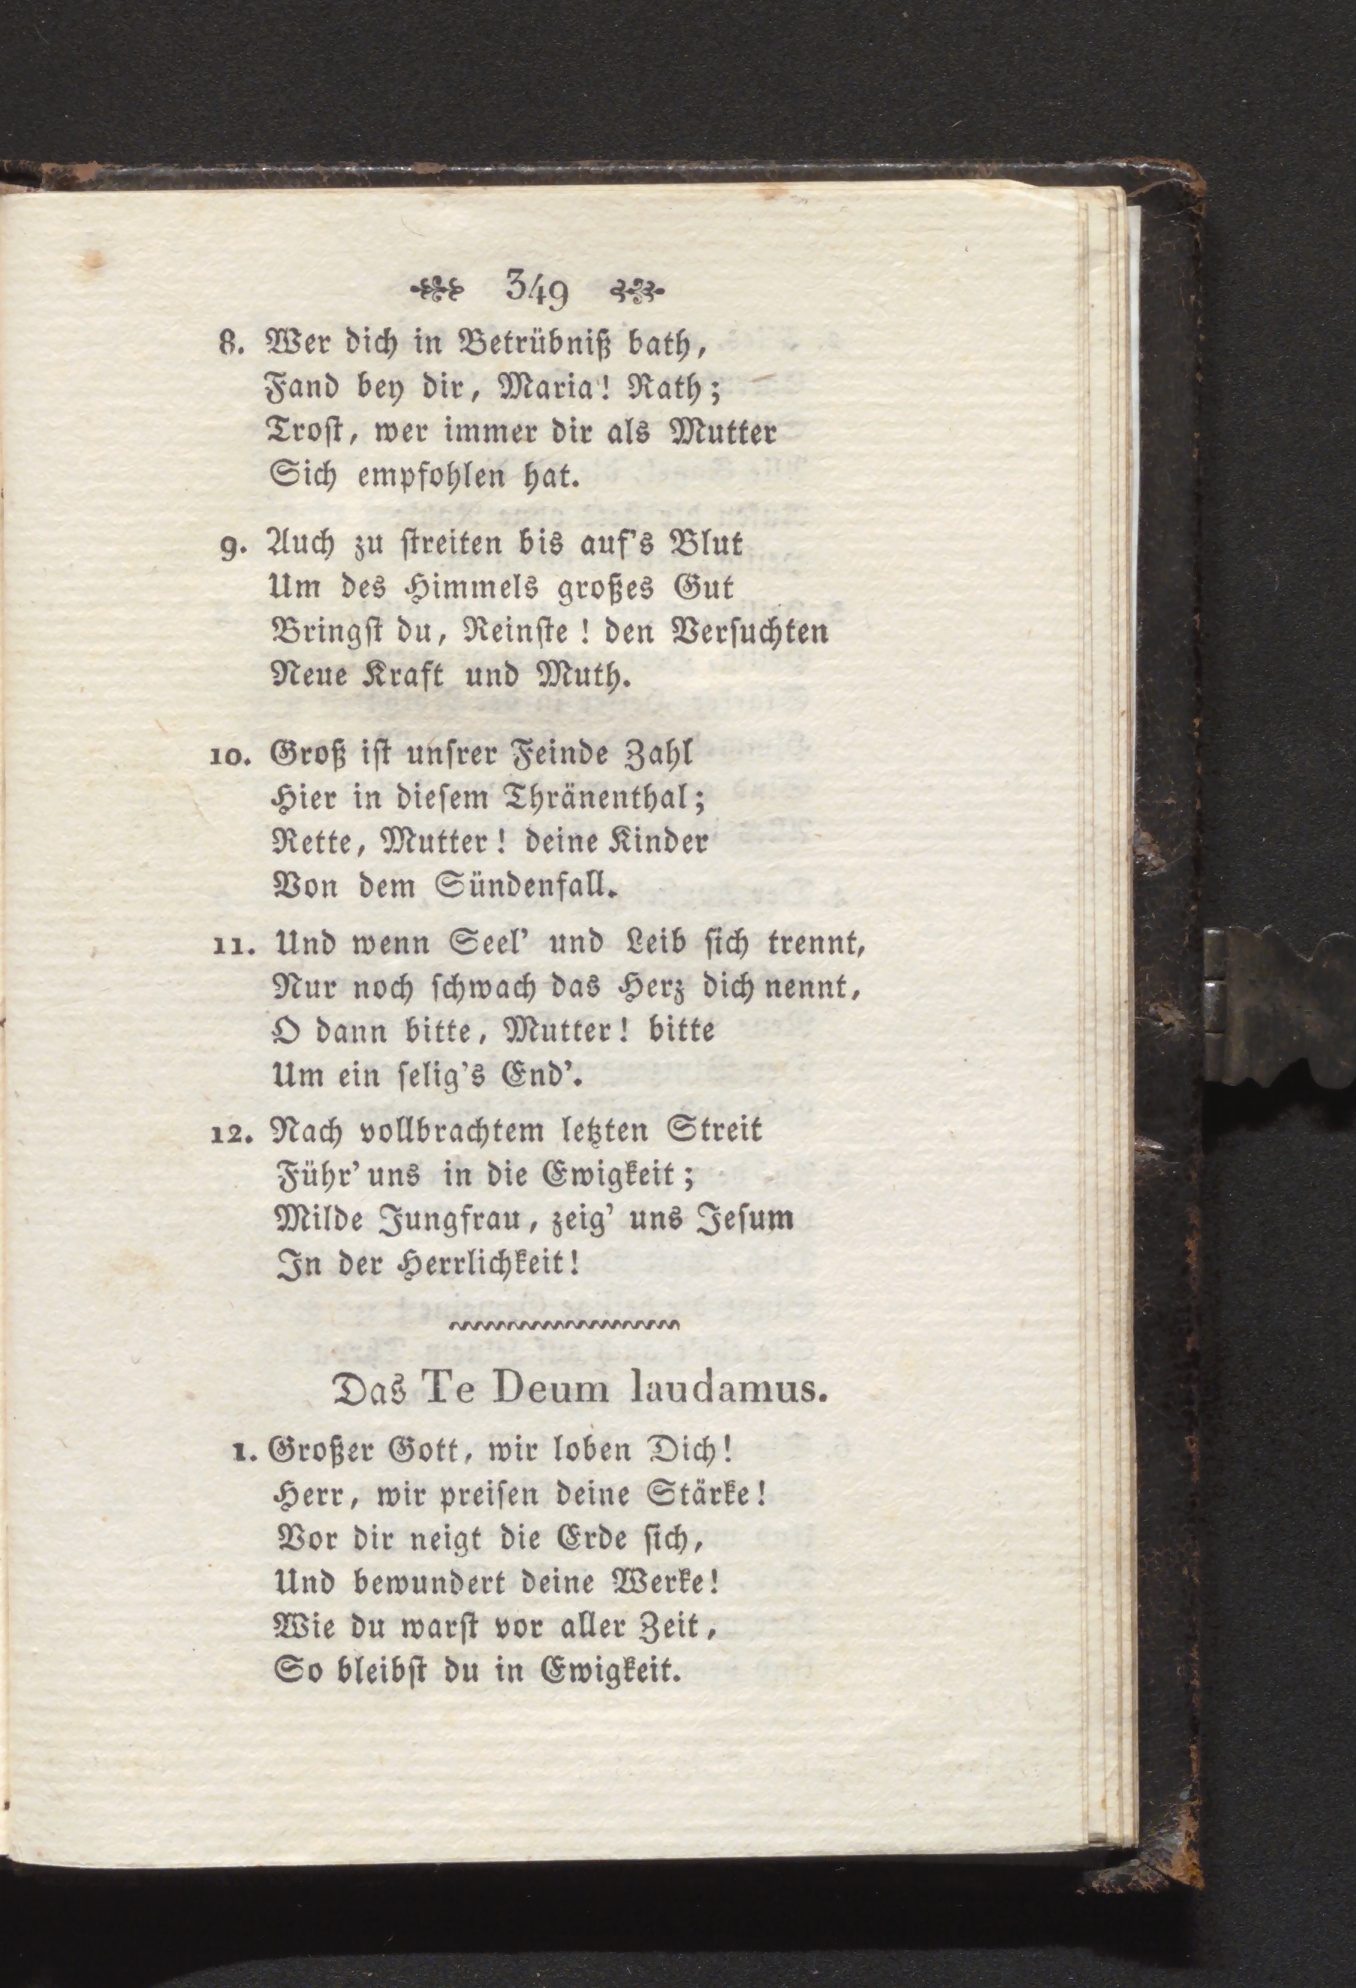 349
8. Wer dich in Betrübniß bath,
Fand bey dir, Maria! Rath;
Trost, wer immer dir als Mutter
Sich empfohlen hat.
9. Auch zu streiten bis auf's Blut
Um des Himmels großes Gut
Bringst du, Reinste! den Versuchten
Neue Kraft und Muth.
10. Groß ist unsrer Feinde Zahl
Hier in diesem Thränenthal;
Rette, Mutter! deine Kinder
Von dem Sündenfall.
11. Und wenn Seel' und Leib sich trennt,
Nur noch schwach das Herz dich nennt,
O dann bitte, Mutter! bitte
Um ein selig's End'.
12. Nach vollbrachtem letzten Streit
Führ' uns in die Ewigkeit;
Milde Jungfrau, zeig' uns Jesum
In der Herrlichkeit!
Das Te Deum laudamus.
1. Großer Gott, wir loben Dich!
Herr, wir preisen deine Stärke!
Vor dir neigt die Erde sich,
Und bewundert deine Werke!
Wie du warst vor aller Zeit,
So bleibst du in Ewigkeit.